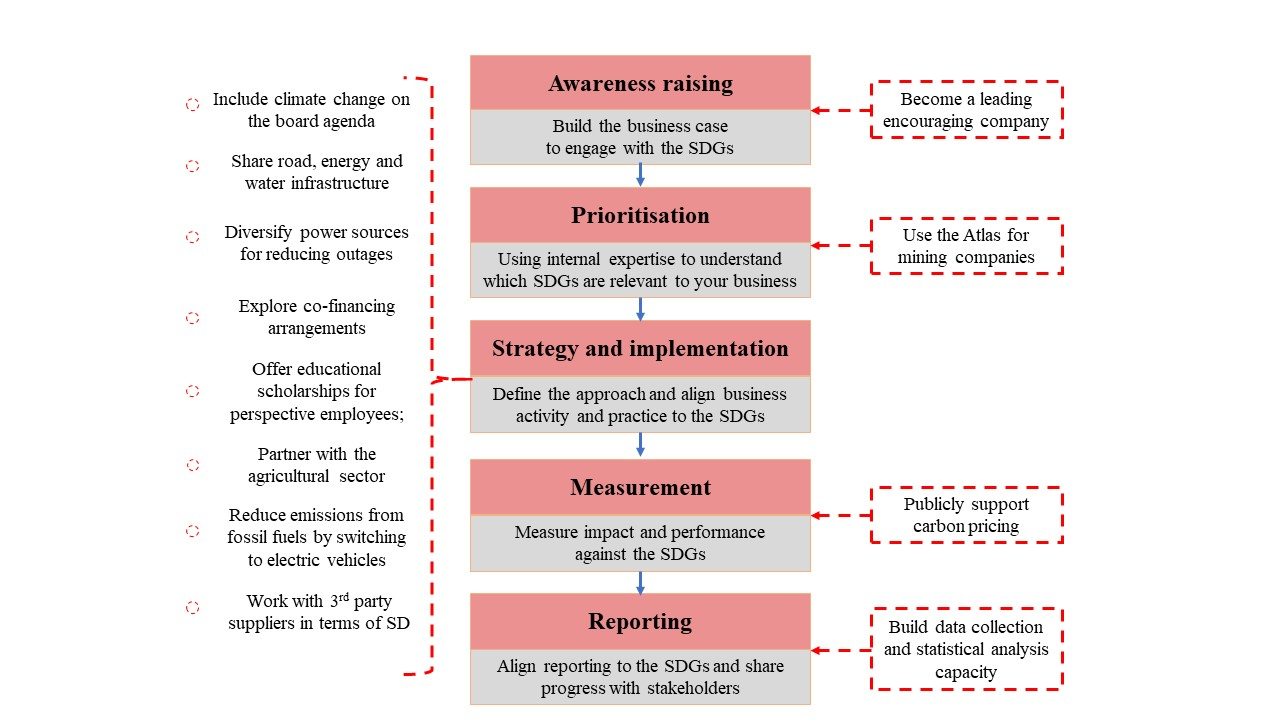 Include climate change on
the board agenda
Share road, energy and
water infrastructure
Diversify power sources
for reducing outages
Explore co-financing
arrangements
Offer educational
scholarships for
perspective employees;
Partner with the
agricultural sector
Reduce emissions from
fossil fuels by switching
to electric vehicles
Work with 3rd party
suppliers in terms of SD
Awareness raising
Build the business case
to engage with the SDGs
Prioritisation
Using internal expertise to understand
which SDGs are relevant to your business
Strategy and implementation
Define the approach and align business
activity and practice to the SDGs
Measurement
Measure impact and performance
against the SDGs
Reporting
Align reporting to the SDGs and share
progress with stakeholders
Become a leading
encouraging company
Use the Atlas for
mining companies
Publicly support
carbon pricing
Build data collection
and statistical analysis
capacity